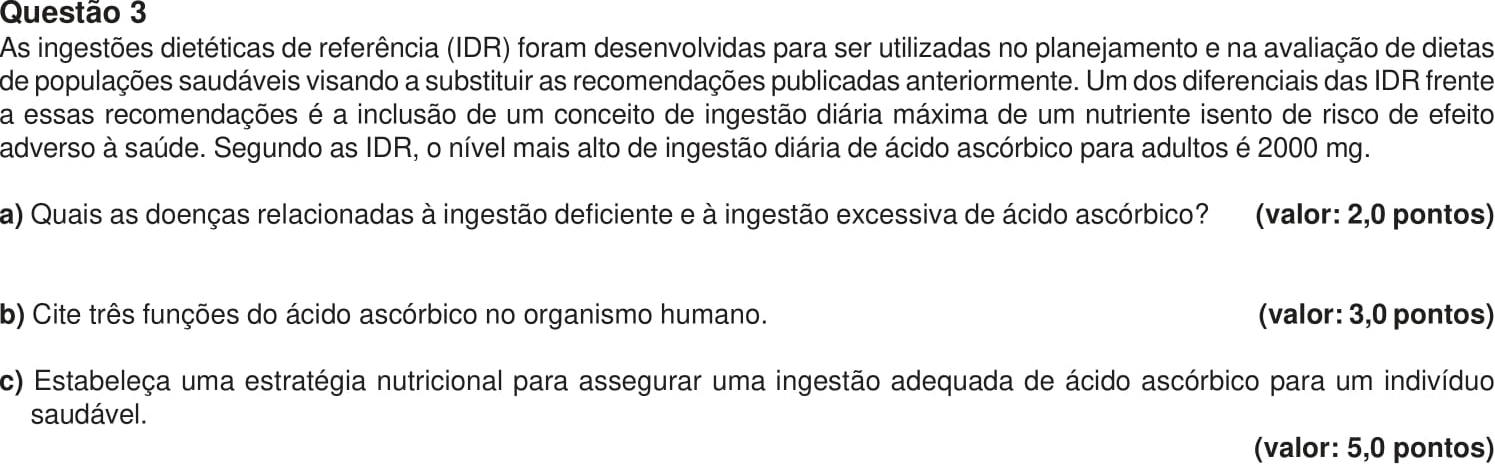 Questão 3
As ingestões dietéticas de referência (IDR) foram desenvolvidas para ser utilizadas no planejamento e na avaliação de dietas
de populações saudáveis visando a substituir as recomendações publicadas anteriormente. Um dos diferenciais das IDR frente
a essas recomendações é a inclusão de um conceito de ingestão diária máxima de um nutriente isento de risco de efeito
adverso à saúde. Segundo as IDR, o nível mais alto de ingestão diária de ácido ascórbico para adultos é 2000 mg.
a) Quais as doenças relacionadas à ingestão deficiente e à ingestão excessiva de ácido ascórbico? (valor: 2,0 pontos)
b) Cite três funções do ácido ascórbico no organismo humano. (valor: 3,0 pontos)
c) Estabeleça uma estratégia nutricional para assegurar uma ingestão adequada de ácido ascórbico para um indivíduo
saudável.
(valor: 5,0 pontos)